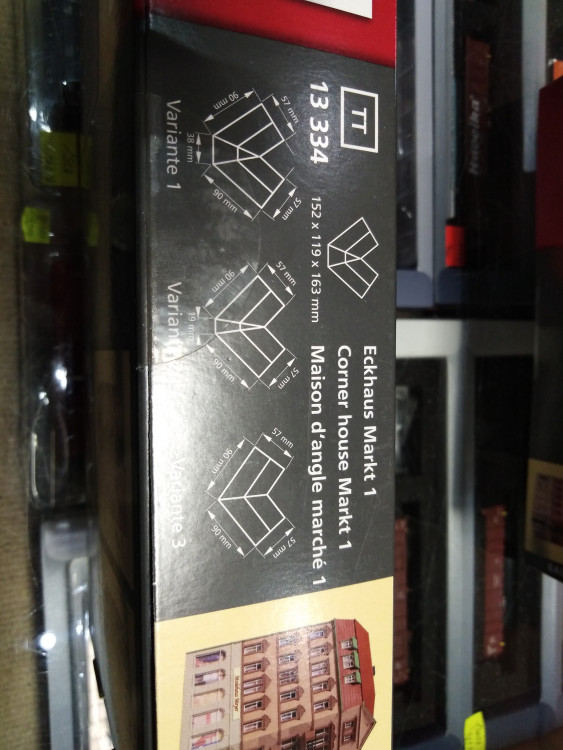 TT
13 334
152 x 119 x 163 mm
Eckhaus Markt 1
Corner house Markt 1
Maison d'angle marché 1
90 mm
57 mm
38 mm
90 mm
57 mm
Variante 1
90 mm
57 mm
19 mm
90 mm
57 mm
Variante
90 mm
57 mm
90 mm
57 mm
Variante 3